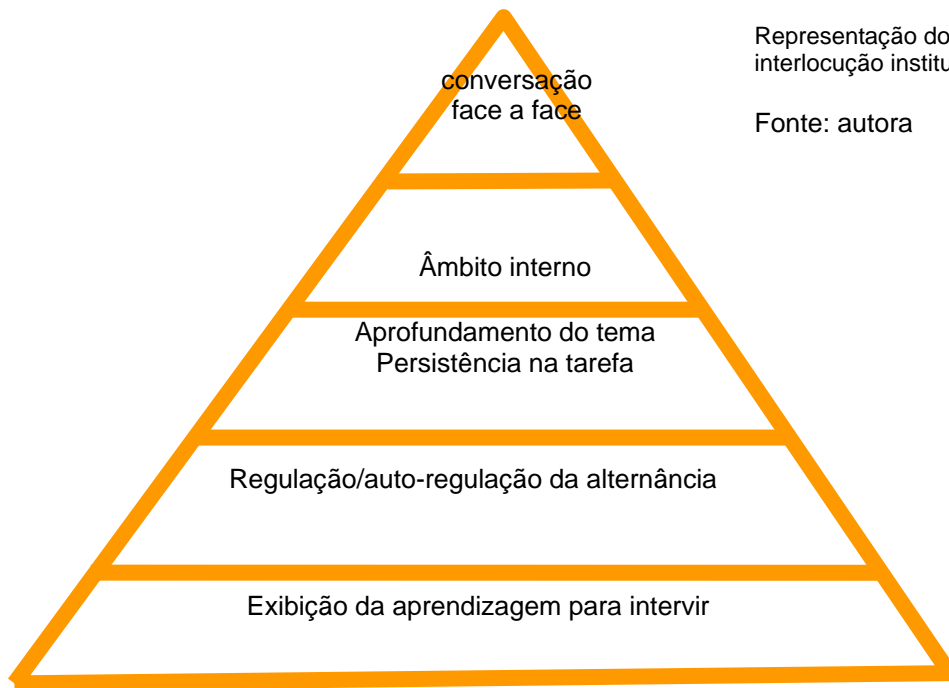 Representação do
interlocução
Fonte: autora
conversação
face a face
Âmbito interno
Aprofundamento do tema
Persistência na tarefa
Regulação/auto-regulação da alternância
Exibição da aprendizagem para intervir